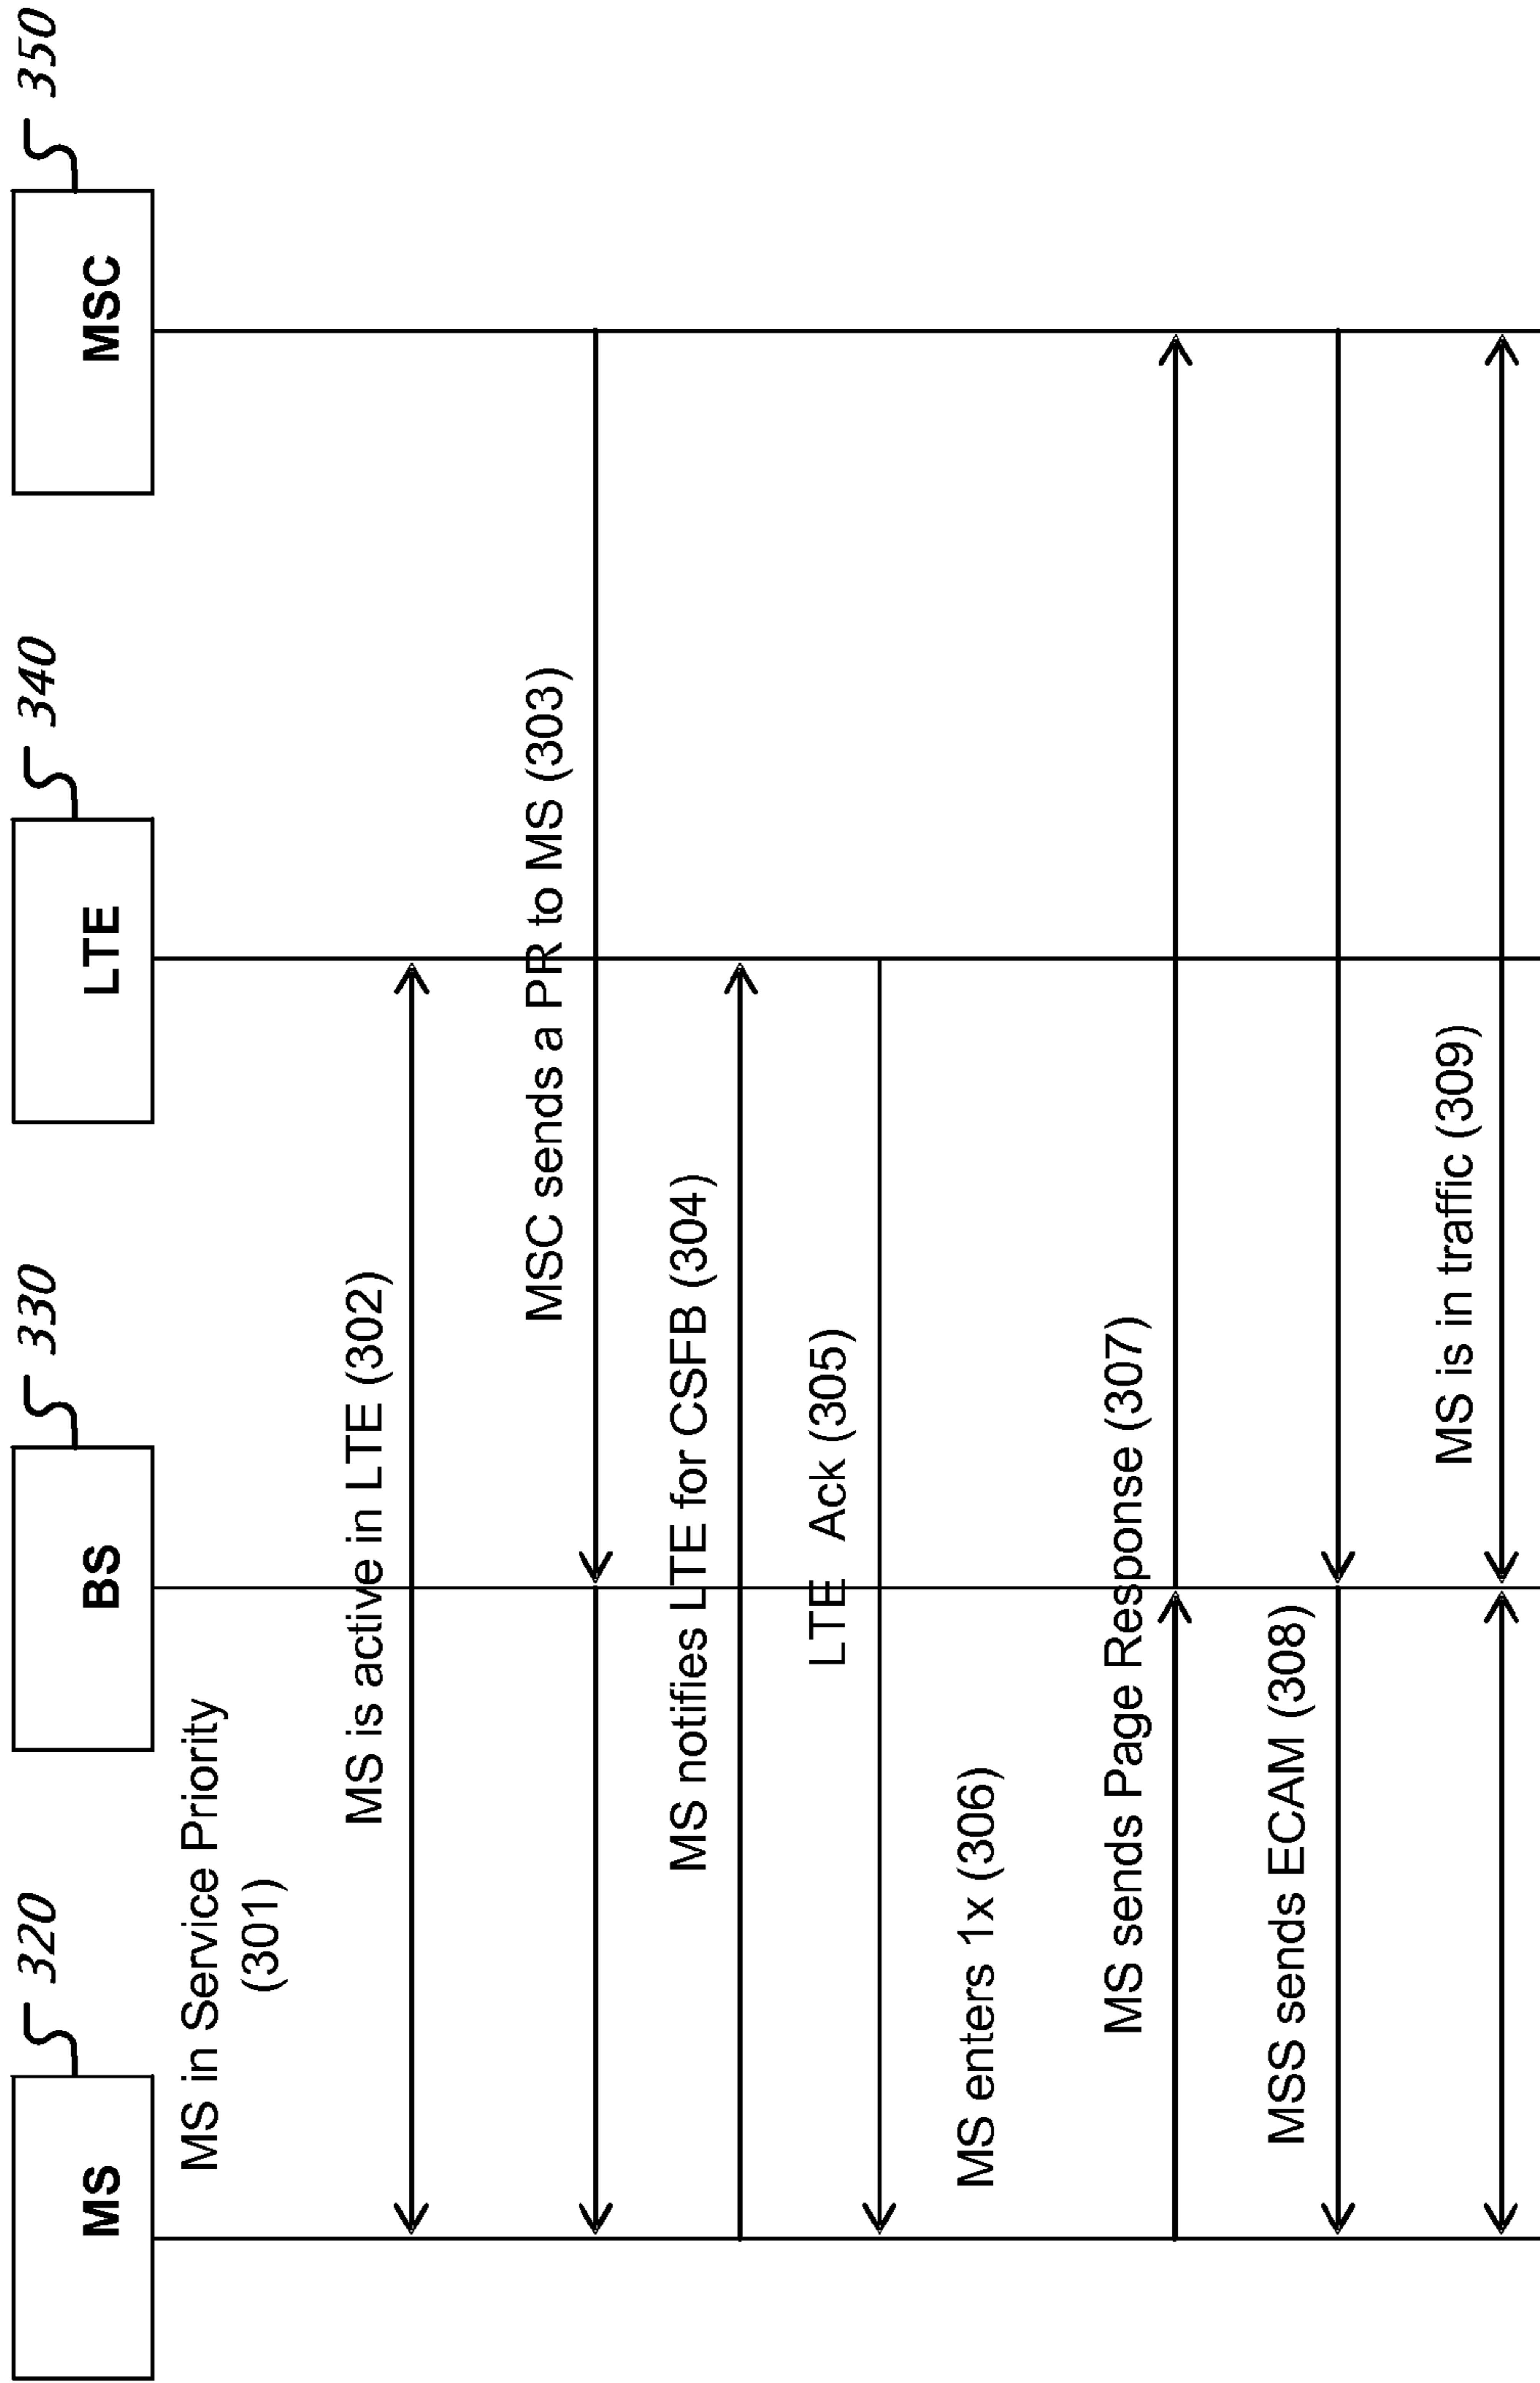 320
330
340
350
MS
BS
LTE
MSC
MS in Service Priority
(301)
MS is active in LTE (302)
MSC sends a PR to MS (303)
MS notifies LTE for CSFB (304)
LTE Ack (305)
MS enters 1x (306)
MS sends Page Response (307)
MSS sends ECAM (308)
MS is in traffic (309)